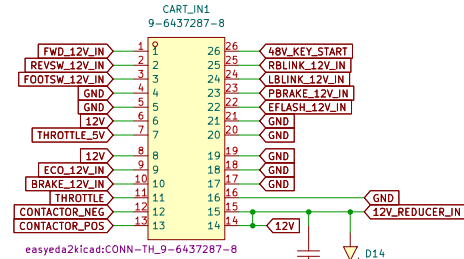 CART_IN1
9-6437287-8
FWD_12V_IN 1 1 26 26 48V_KEY_START
REVSW_12V_IN 2 2 25 25 RBLINK_12V_IN
FOOTSW_12V_IN 3 3 24 24 LBLINK_12V_IN
GND 4 4 23 23 PBRAKE_12V_IN
GND 5 5 22 22 EFLASH_12V_IN
12V 6 6 21 21 GND
THROTTLE_5V 7 7 20 20 GND
12V 8 8 19 19 GND
ECO_12V_IN 9 9 18 18 GND
BRAKE_12V_IN 10 10 17 17 GND
THROTTLE 11 11 16 16 GND
CONTACTOR_NEG 12 12 15 15 12V_REDUCER_IN
CONTACTOR_POS 13 13 14 14 12V
easyeda2kicad:CONN-TH_9-6437287-8
D14